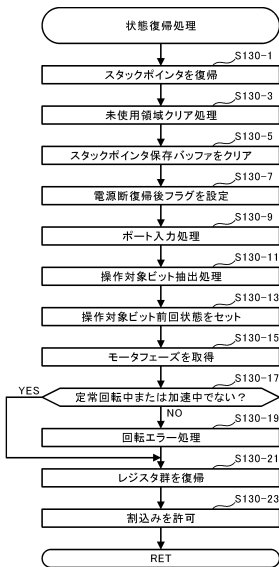 状態復帰処理
S130-1
スタックポインタを復帰
S130-3
未使用領域クリア処理
S130-5
スタックポインタ保存バッファをクリア
S130-7
電源断復帰後フラグを設定
S130-9
ポート入力処理
S130-11
操作対象ビット抽出処理
S130-13
操作対象ビット前回状態をセット
S130-15
モータフェーズを取得
S130-17
YES
定常回転中または加速中でない?
NO
S130-19
回転エラー処理
S130-21
レジスタ群を復帰
S130-23
割込みを許可
RET